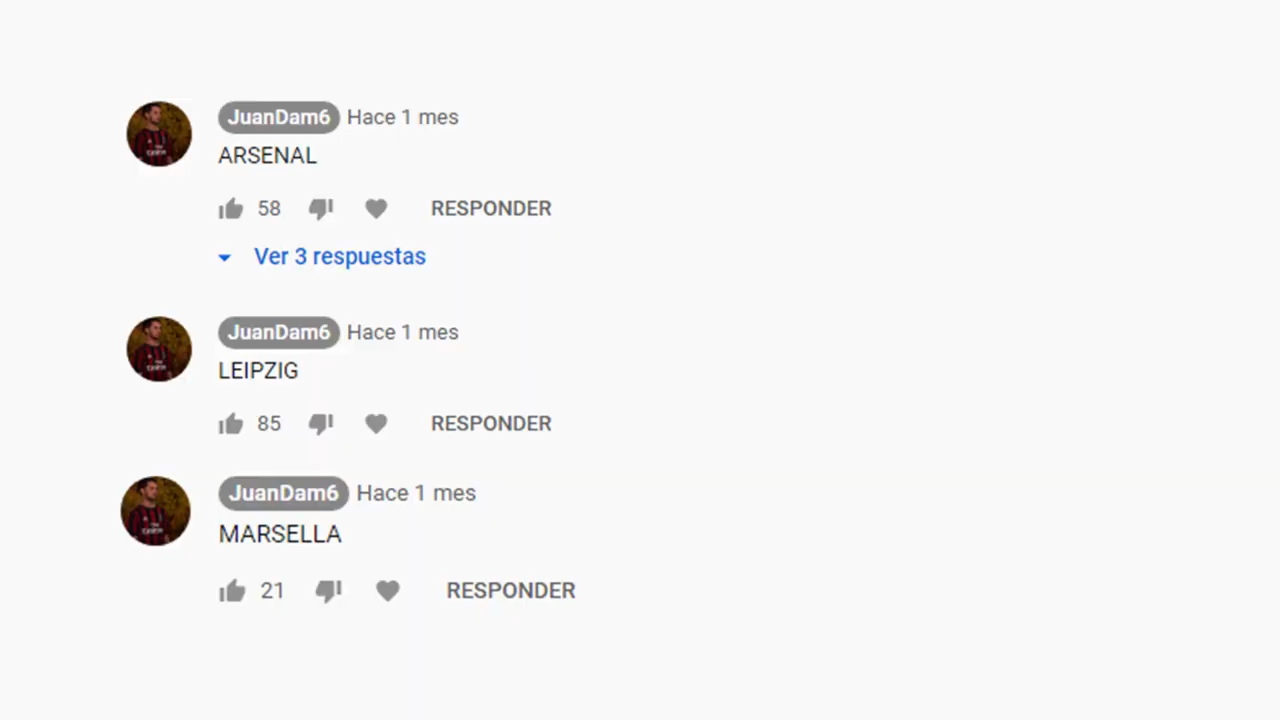 JuanDam6 Hace 1 mes
ARSENAL
58 RESPONDER
Ver 3 respuestas
JuanDam6 Hace 1 mes
LEIPZIG
85 RESPONDER
JuanDam6 Hace 1 mes
MARSELLA
21 RESPONDER